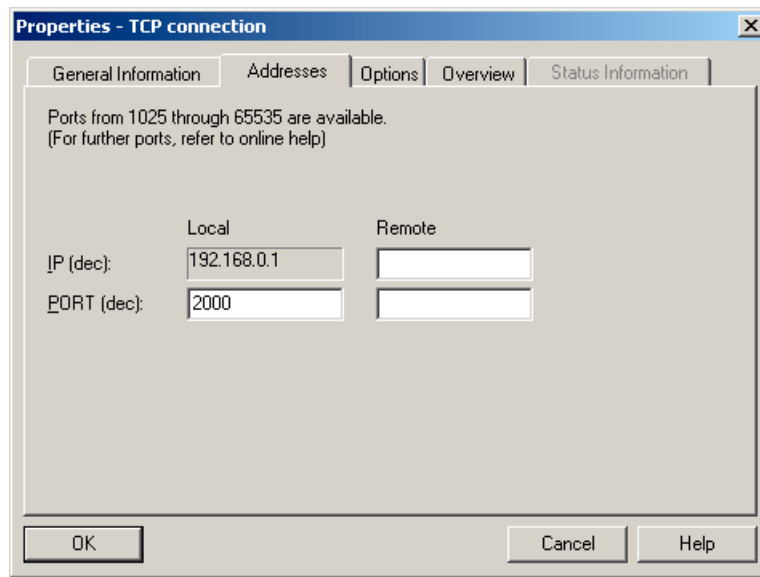 Properties - TCP connection
General Information Addresses Options Overview Status Information
Ports from 1025 through 65535 are available.
(For further ports, refer to online help)
Local Remote
IP (dec): 192.168.0.1
PORT (dec): 2000
OK Cancel Help